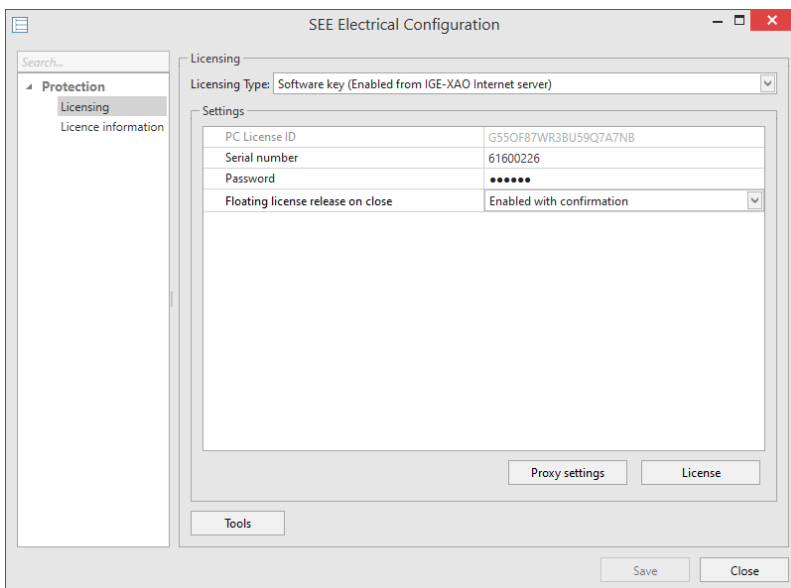 SEE Electrical Configuration
Search...
Protection
Licensing
Licence information
Licensing
Licensing Type: Software key (Enabled from IGE-XAO Internet server)
Settings
PC License ID G55OF87WR3BU59Q7A7NB
Serial number 61600226
Password ●●●●●●
Floating license release on close Enabled with confirmation
Proxy settings License
Tools
Save Close